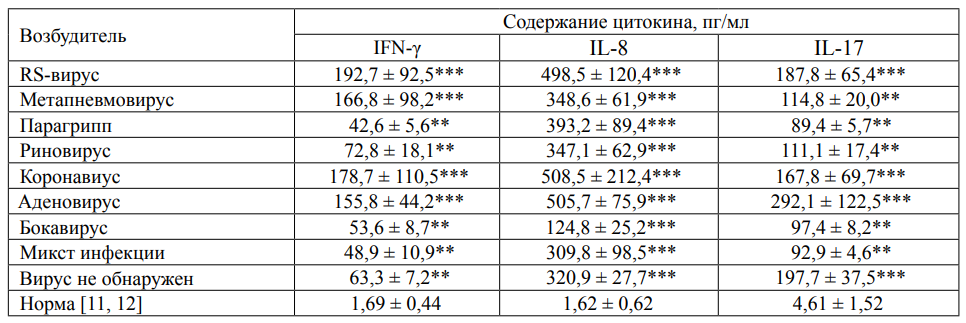 Возбудитель Содержание цитокина, пг/мл
IFN-γ IL-8 IL-17
RS-вирус 192,7 ± 92,5*** 498,5 ± 120,4*** 187,8 ± 65,4***
Метапневмовирус 166,8 ± 98,2*** 348,6 ± 61,9*** 114,8 ± 20,0**
Парагрипп 42,6 ± 5,6** 393,2 ± 89,4*** 89,4 ± 5,7**
Риновирус 72,8 ± 18,1** 347,1 ± 62,9*** 111,1 ± 17,4**
Коронавиус 178,7 ± 110,5*** 508,5 ± 212,4*** 167,8 ± 69,7***
Аденовирус 155,8 ± 44,2*** 505,7 ± 75,9*** 292,1 ± 122,5***
Бокавирус 53,6 ± 8,7** 124,8 ± 25,2*** 97,4 ± 8,2**
Микст инфекции 48,9 ± 10,9** 309,8 ± 98,5*** 92,9 ± 4,6**
Вирус не обнаружен 63,3 ± 7,2** 320,9 ± 27,7*** 197,7 ± 37,5***
Норма [11, 12] 1,69 ± 0,44 1,62 ± 0,62 4,61 ± 1,52